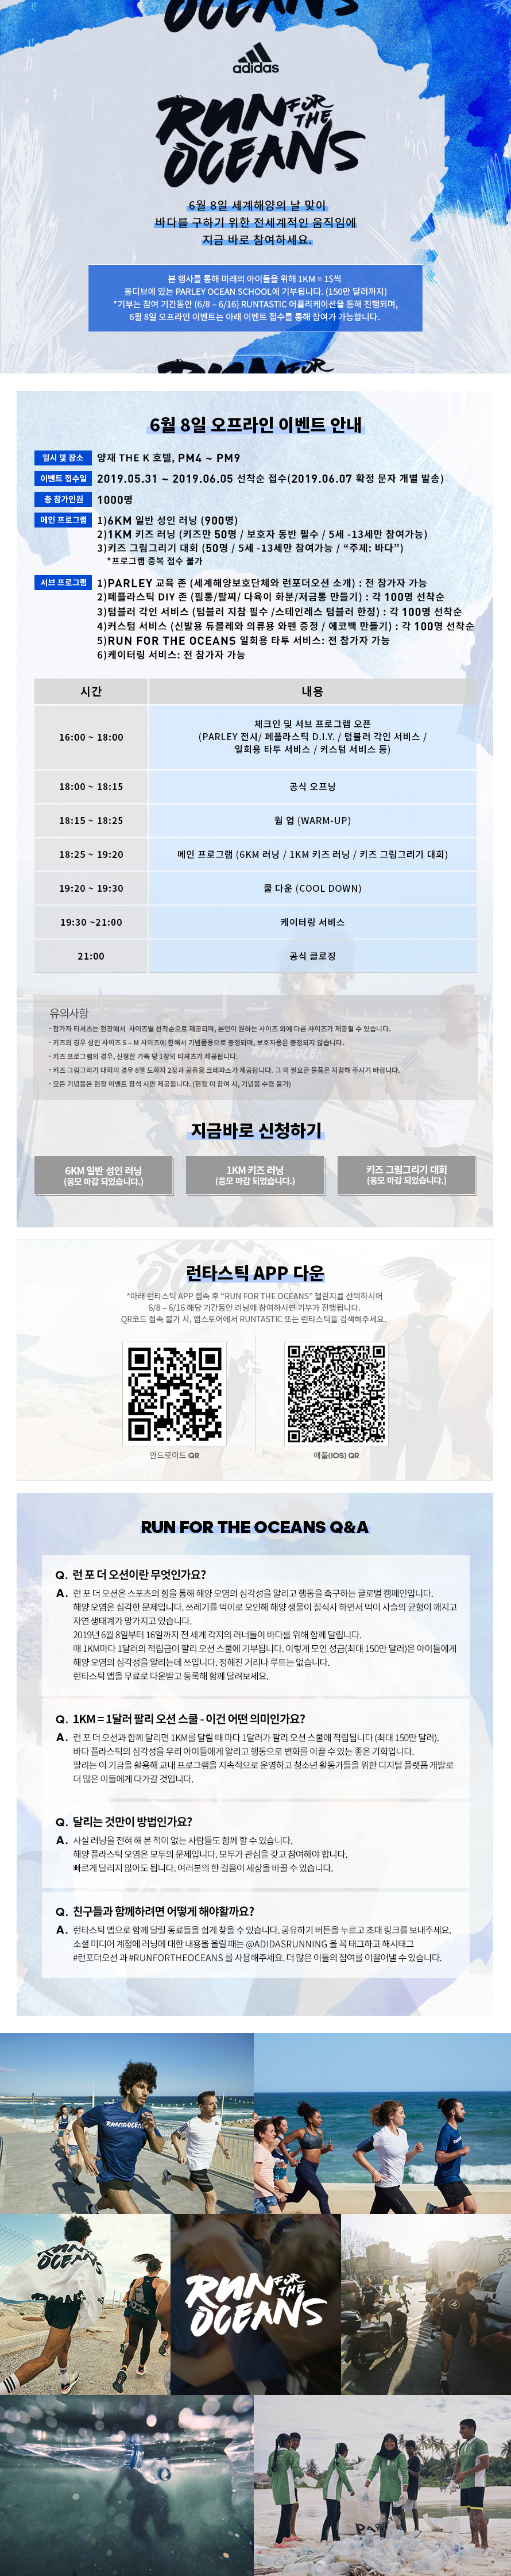 OCEANS
adidas
RUN FOR THE OCEANS
6월 8일 세계해양의 날 맞이
바다를 구하기 위한 전세계적인 움직임에
지금 바로 참여하세요.
본 행사를 통해 미래의 아이들을 위해 1KM = 1$씩
몰디브에 있는 PARLEY OCEAN SCHOOL에 기부됩니다. (150만 달러까지)
*기부는 참여 기간동안 (6/8 – 6/16) RUNTASTIC 어플리케이션을 통해 진행되며,
6월 8일 오프라인 이벤트는 아래 이벤트 접수를 통해 참여가 가능합니다.
RUN FOR
6월 8일 오프라인 이벤트 안내
일시 및 장소 양재 THE K 호텔, PM4 ~ PM9
이벤트 접수일 2019.05.31 ~ 2019.06.05 선착순 접수(2019.06.07 확정 문자 개별 발송)
총 참가인원 1000명
메인 프로그램 1)6KM 일반 성인 러닝 (900명)
2)1KM 키즈 러닝 (키즈만 50명 / 보호자 동반 필수 / 5세 -13세만 참여가능)
3)키즈 그림그리기 대회 (50명 / 5세 -13세만 참여가능 / “주제: 바다”)
*프로그램 중복 접수 불가
서브 프로그램 1)PARLEY 교육 존 (세계해양보호단체와 런포더오션 소개) : 전 참가자 가능
2)폐플라스틱 DIY 존 (필통/팔찌/ 다육이 화분/저금통 만들기) : 각 100명 선착순
3)텀블러 각인 서비스 (텀블러 지참 필수 /스테인레스 텀블러 한정) : 각 100명 선착순
4)커스텀 서비스 (신발용 듀블레와 의류용 와펜 증정 / 에코백 만들기) : 각 100명 선착순
5)RUN FOR THE OCEANS 일회용 타투 서비스: 전 참가자 가능
6)케이터링 서비스: 전 참가자 가능
시간 내용
16:00 ~ 18:00 체크인 및 서브 프로그램 오픈
(PARLEY 전시/ 폐플라스틱 D.I.Y. / 텀블러 각인 서비스 /
일회용 타투 서비스 / 커스텀 서비스 등)
18:00 ~ 18:15 공식 오프닝
18:15 ~ 18:25 웜 업 (WARM-UP)
18:25 ~ 19:20 메인 프로그램 (6KM 러닝 / 1KM 키즈 러닝 / 키즈 그림그리기 대회)
19:20 ~ 19:30 쿨 다운 (COOL DOWN)
19:30 ~21:00 케이터링 서비스
21:00 공식 클로징
유의사항
· 참가자 티셔츠는 현장에서 사이즈별 선착순으로 제공되며, 본인이 원하는 사이즈 외에 다른 사이즈가 제공될 수 있습니다.
· 키즈의 경우 성인 사이즈 S – M 사이즈에 한해서 기념품용으로 증정되며, 보호자용은 증정되지 않습니다.
· 키즈 프로그램의 경우, 신청한 가족 당 1장의 티셔츠가 제공됩니다.
· 키즈 그림그리기 대회의 경우 8절 도화지 2장과 공유용 크레파스가 제공됩니다. 그 외 필요한 물품은 지참해 주시기 바랍니다.
· 모든 기념품은 현장 이벤트 참석 시만 제공됩니다. (현장 미 참여 시, 기념품 수령 불가)
지금바로 신청하기
6KM 일반 성인 러닝
(응모 마감 되었습니다.)
1KM 키즈 러닝
(응모 마감 되었습니다.)
키즈 그림그리기 대회
(응모 마감 되었습니다.)
런타스틱 APP 다운
*아래 런타스틱 APP 접속 후 “RUN FOR THE OCEANS” 챌린지를 선택하시어
6/8 – 6/16 해당 기간동안 러닝에 참여하시면 기부가 진행됩니다.
QR코드 접속 불가 시, 앱스토어에서 RUNTASTIC 또는 런타스틱을 검색해주세요.
안드로이드 QR
애플(IOS) QR
RUN FOR THE OCEANS Q&A
Q. 런 포 더 오션이란 무엇인가요?
A. 런 포 더 오션은 스포츠의 힘을 통해 해양 오염의 심각성을 알리고 행동을 촉구하는 글로벌 캠페인입니다.
해양 오염은 심각한 문제입니다. 쓰레기를 먹이로 오인해 해양 생물이 질식사 하면서 먹이 사슬의 균형이 깨지고
자연 생태계가 망가지고 있습니다.
2019년 6월 8일부터 16일까지 전 세계 각지의 러너들이 바다를 위해 함께 달립니다.
매 1KM마다 1달러의 적립금이 팔리 오션 스쿨에 기부됩니다. 이렇게 모인 성금(최대 150만 달러)은 아이들에게
해양 오염의 심각성을 알리는데 쓰입니다. 정해진 거리나 루트는 없습니다.
런타스틱 앱을 무료로 다운받고 등록해 함께 달려보세요.
Q. 1KM = 1달러 팔리 오션 스쿨 - 이건 어떤 의미인가요?
A. 런 포 더 오션과 함께 달리면 1KM를 달릴 때 마다 1달러가 팔리 오션 스쿨에 적립됩니다 (최대 150만 달러).
바다 플라스틱의 심각성을 우리 아이들에게 알리고 행동으로 변화를 이끌 수 있는 좋은 기회입니다.
팔리는 이 기금을 활용해 교내 프로그램을 지속적으로 운영하고 청소년 활동가들을 위한 디지털 플랫폼 개발로
더 많은 이들에게 다가갈 것입니다.
Q. 달리는 것만이 방법인가요?
A. 사실 러닝을 전혀 해 본 적이 없는 사람들도 함께 할 수 있습니다.
해양 플라스틱 오염은 모두의 문제입니다. 모두가 관심을 갖고 참여해야 합니다.
빠르게 달리지 않아도 됩니다. 여러분의 한 걸음이 세상을 바꿀 수 있습니다.
Q. 친구들과 함께하려면 어떻게 해야할까요?
A. 런타스틱 앱으로 함께 달릴 동료들을 쉽게 찾을 수 있습니다. 공유하기 버튼을 누르고 초대 링크를 보내주세요.
소셜 미디어 계정에 러닝에 대한 내용을 올릴 때는 @ADIDASRUNNING 을 꼭 태그하고 해시태그
#런포더오션 과 #RUNFORTHEOCEANS 를 사용해주세요. 더 많은 이들의 참여를 이끌어낼 수 있습니다.
RUN FOR THE OCEANS
RUN FOR THE OCEANS